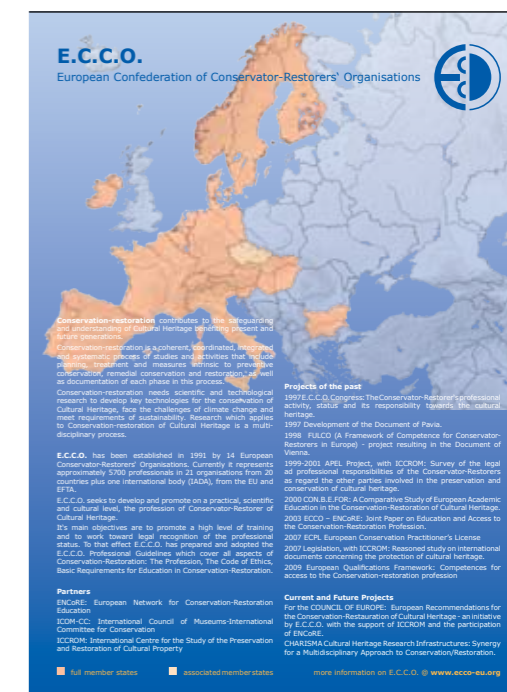 E.C.C.O.
European Confederation of Conservator-Restorers' Organisations
Conservation-restoration contributes to the safeguarding
and understanding of Cultural Heritage benefiting present and
future generations.
Conservation-restoration is a coherent, coordinated, integrated
and systematic process of studies and activities that include
planning, treatment and measures intrinsic to preventive
conservation, remedial conservation and restoration, as well
as documentation of each phase in this process.
Conservation-restoration needs scientific and technological
research to develop key technologies for the conservation of
Cultural Heritage, face the challenges of climate change and
meet requirements of sustainability. Research which applies
to Conservation-restoration of Cultural Heritage is a multi-
disciplinary process.
E.C.C.O. has been established in 1991 by 14 European
Conservator-Restorers' Organisations. Currently it represents
approximately 5700 professionals in 21 organisations from 20
countries plus one international body (IADA), from the EU and
EFTA.
E.C.C.O. seeks to develop and promote on a practical, scientific
and cultural level, the profession of Conservator-Restorer of
Cultural Heritage.
It's main objectives are to promote a high level of training
and to work toward legal recognition of the professional
status. To that effect E.C.C.O. has prepared and adopted the
E.C.C.O. Professional Guidelines which cover all aspects of
Conservation-Restoration: The Profession, The Code of Ethics,
Basic Requirements for Education in Conservation-Restoration.
Partners
ENCoRE: European Network for Conservation-Restoration
Education
ICOM-CC: International Council of Museums-International
Committee for Conservation
ICCROM: International Centre for the Study of the Preservation
and Restoration of Cultural Property
Projects of the past
1997 E.C.C.O. Congress: The Conservator-Restorer's professional
activity, status and its responsibility towards the cultural
heritage.
1997 Development of the Document of Pavia.
1998 FULCO (A Framework of Competence for Conservator-
Restorers in Europe) - project resulting in the Document of
Vienna.
1999-2001 APEL Project, with ICCROM: Survey of the legal
ad professional responsibilities of the Conservator-Restorers
as regard the other parties involved in the preservation and
conservation of cultural heritage.
2000 CON.B.E.FOR: A Comparative Study of European Academic
Education in the Conservation-Restoration of Cultural Heritage.
2003 ECCO – ENCoRE: Joint Paper on Education and Access to
the Conservation-Restoration Profession.
2007 ECPL European Conservation Practitioner's License
2007 Legislation, with ICCROM: Reasoned study on international
documents concerning the protection of cultural heritage.
2009 European Qualifications Framework: Competences for
access to the Conservation-restoration profession
Current and Future Projects
For the COUNCIL OF EUROPE: European Recommendations for
the Conservation-Restauration of Cultural Heritage - an initiative
by E.C.C.O. with the support of ICCROM and the participation
of ENCoRE.
CHARISMA Cultural Heritage Research Infrastructures: Synergy
for a Multidisciplinary Approach to Conservation/Restoration.
full member states associated member states more information on E.C.C.O. @ www.ecco-eu.org